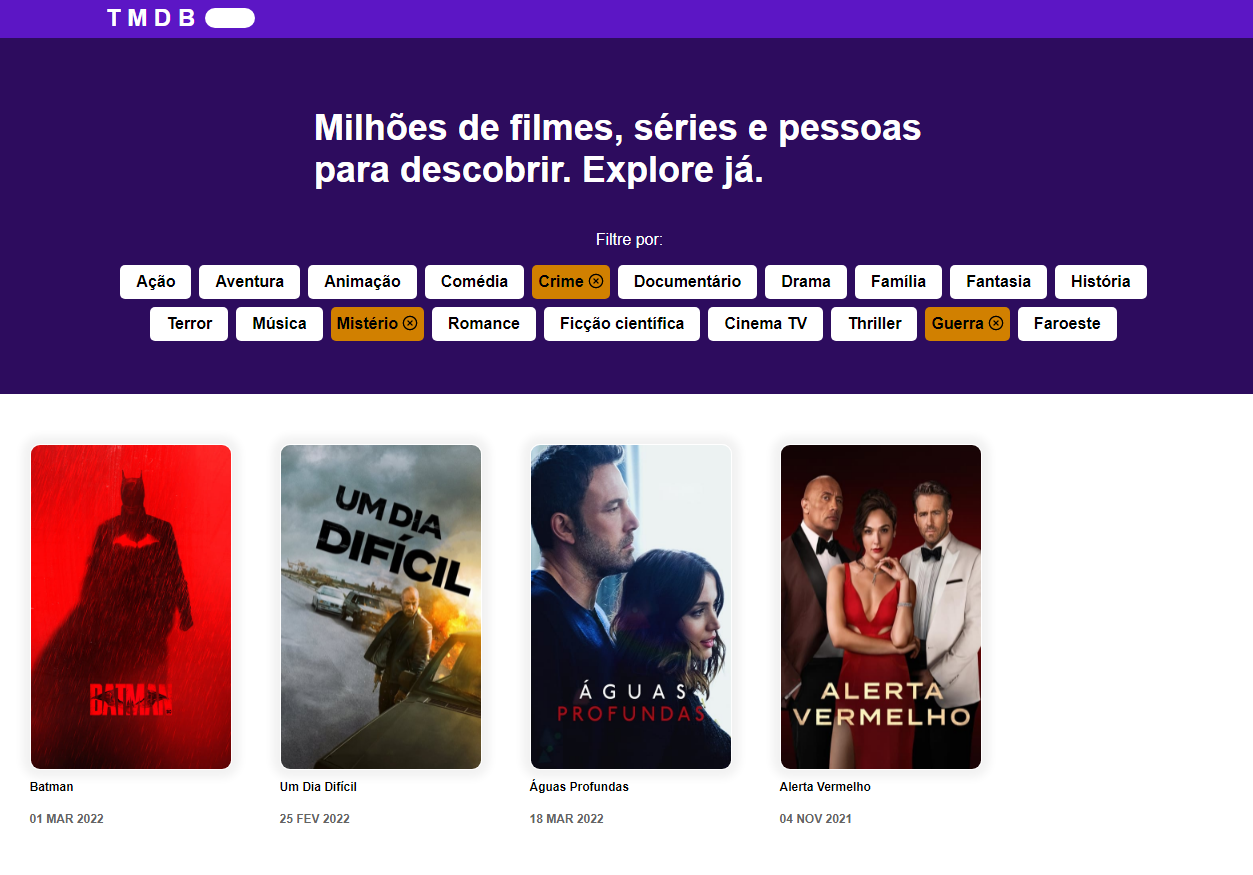 TMDB
Milhões de filmes, séries e pessoas
para descobrir. Explore já.
Filtre por:
Ação Aventura Animação Comédia Crime Documentário Drama Família Fantasia História
Terror Música Mistério Romance Ficção científica Cinema TV Thriller Guerra Faroeste
BATMAN
UM DIA
DIFÍCIL
ÁGUAS
PROFUNDAS
ALERTA
VERMELHO
Batman Um Dia Difícil Águas Profundas Alerta Vermelho
01 MAR 2022 25 FEV 2022 18 MAR 2022 04 NOV 2021